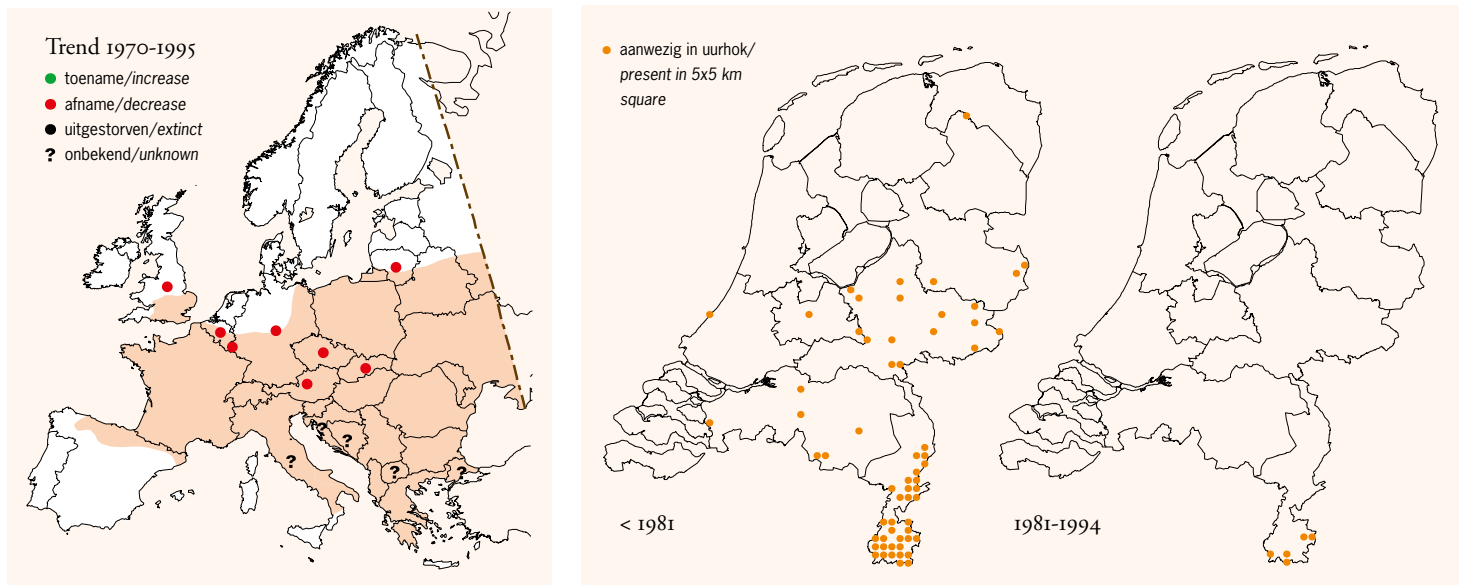 Trend 1970-1995
toename/increase
afname/decrease
uitgestorven/extinct
? onbekend/unknown
?
?
?
?
?
aanwezig in uurhok/
present in 5x5 km
square
< 1981
1981-1994